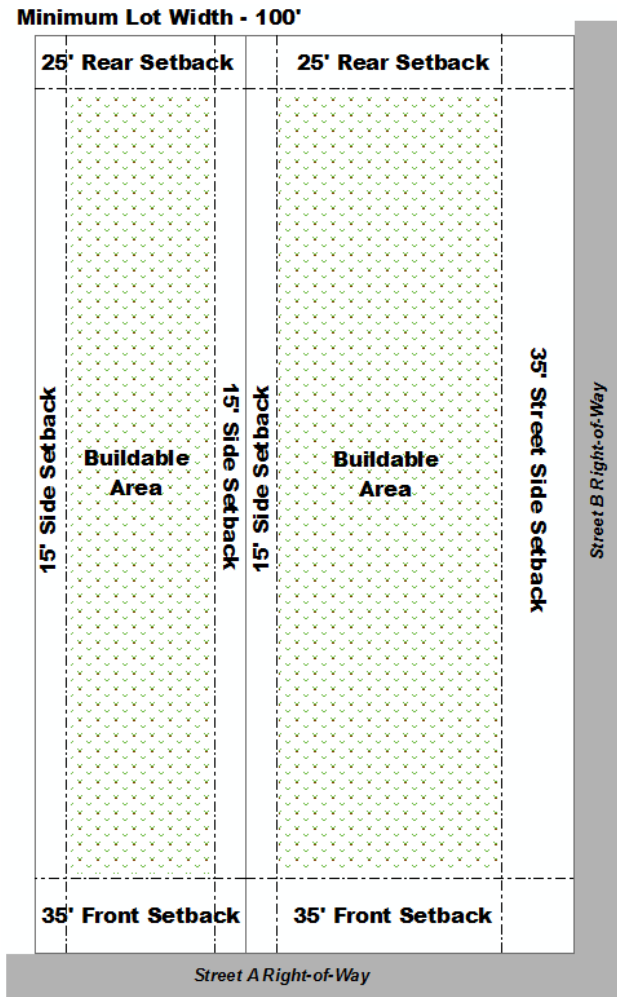 Minimum Lot Width - 100'
25' Rear Setback
25' Rear Setback
15' Side Setback
Buildable
Area
15' Side Setback
15' Side Setback
Buildable
Area
35' Street Side Setback
Street B Right-of-Way
35' Front Setback
35' Front Setback
Street A Right-of-Way